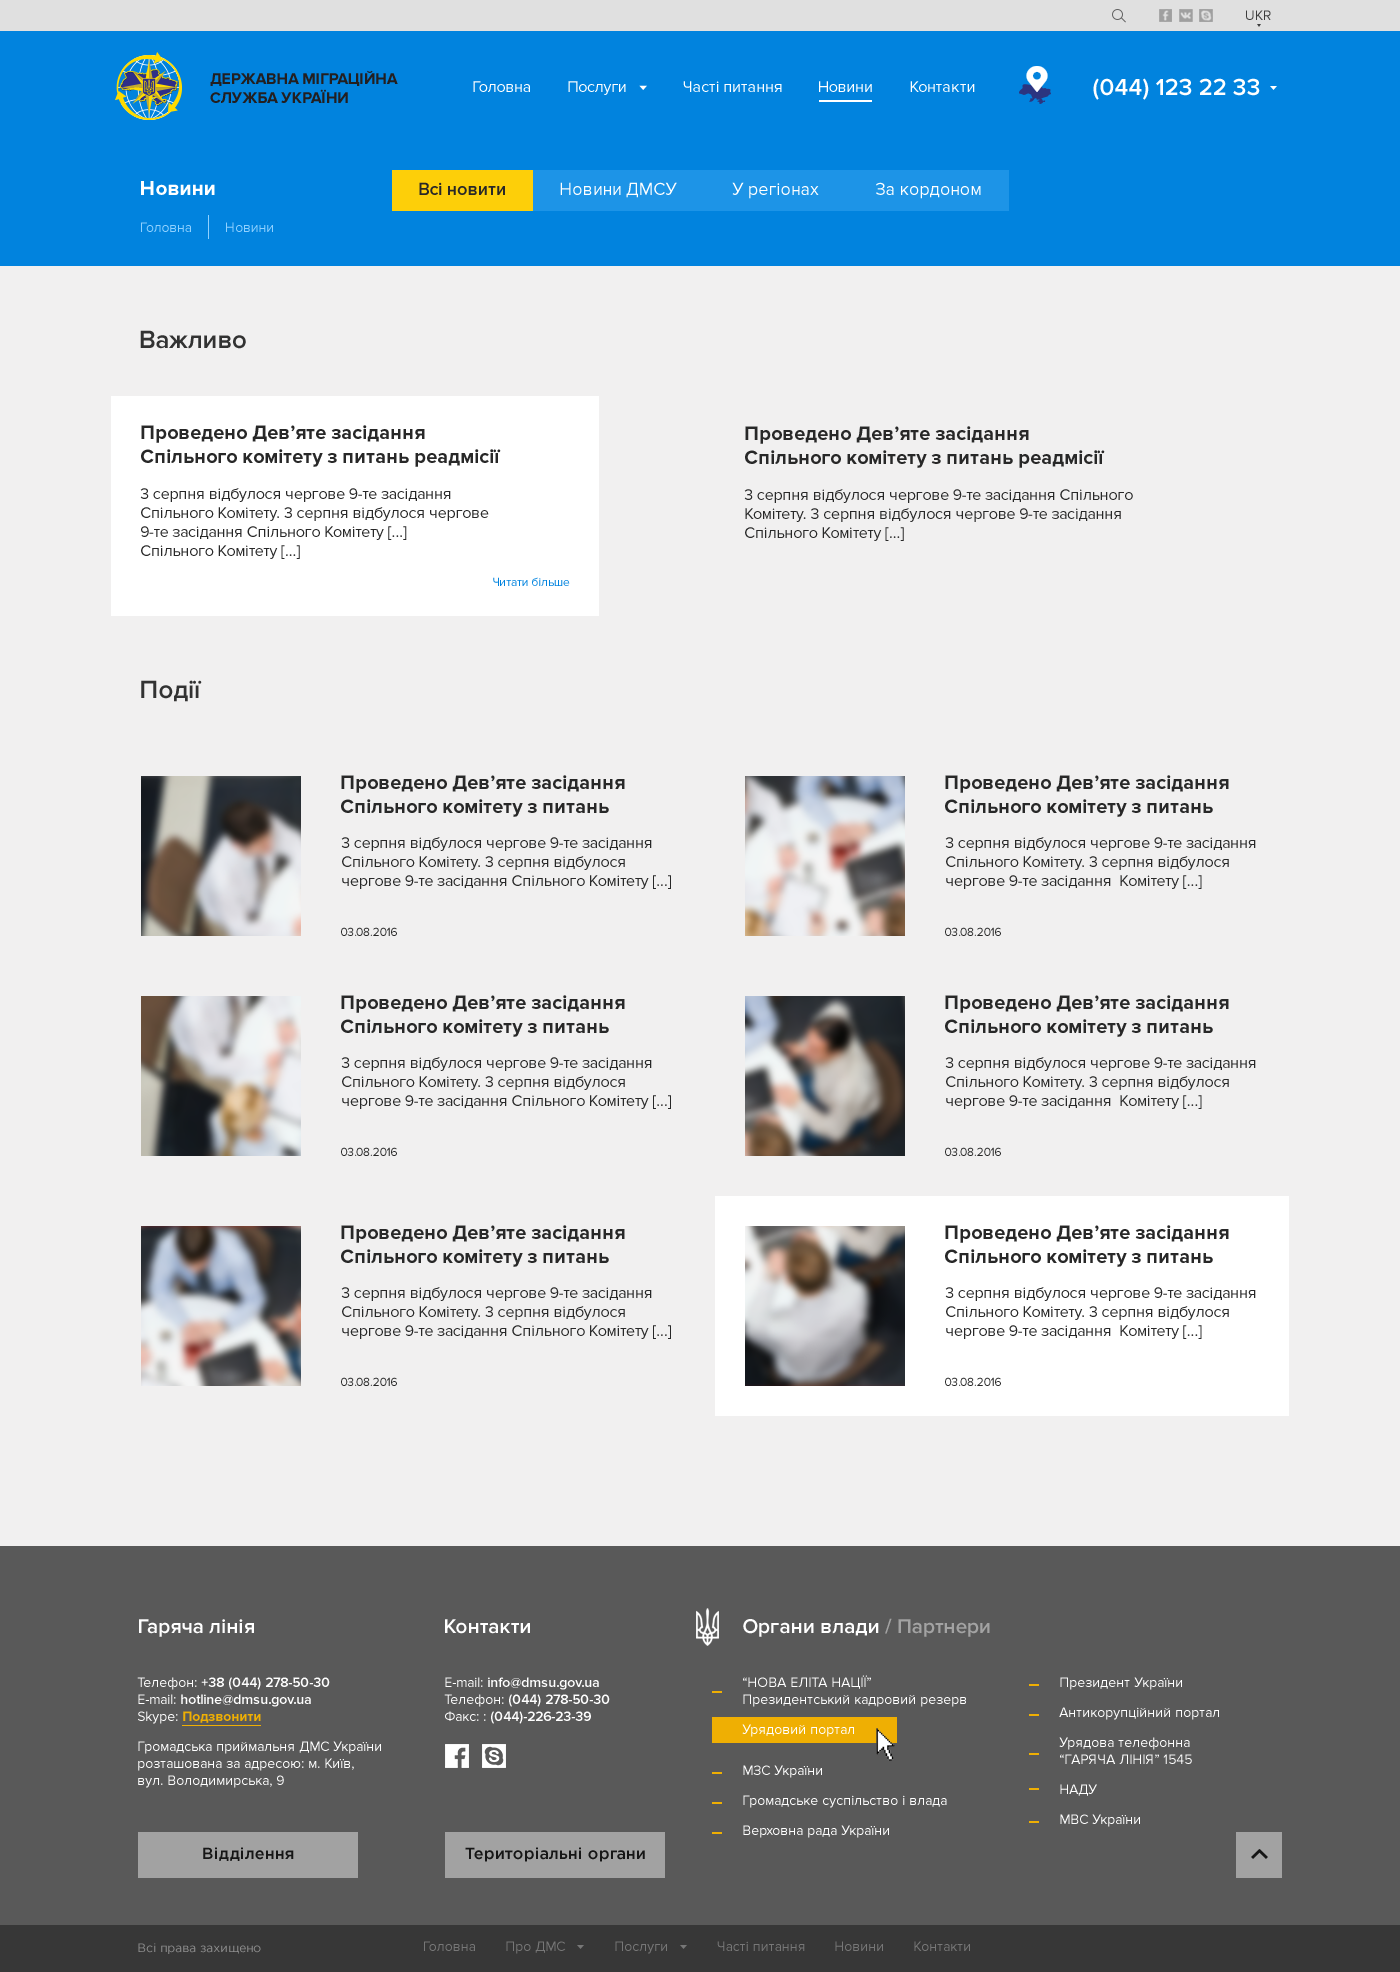 UKR
ДЕРЖАВНА МІГРАЦІЙНА
СЛУЖБА УКРАЇНИ
Головна
Послуги
Часті питання
Новини
Контакти
(044) 123 22 33
Новини
Всі новити
Новини ДМСУ
У регіонах
За кордоном
Головна
Новини
Важливо
Проведено Дев’яте засідання
Спільного комітету з питань реадмісії
3 серпня відбулося чергове 9-те засідання
Спільного Комітету. 3 серпня відбулося чергове
9-те засідання Спільного Комітету [...]
Спільного Комітету [...]
Читати більше
Проведено Дев’яте засідання
Спільного комітету з питань реадмісії
3 серпня відбулося чергове 9-те засідання Спільного
Комітету. 3 серпня відбулося чергове 9-те засідання
Спільного Комітету [...]
Події
Проведено Дев’яте засідання
Спільного комітету з питань
3 серпня відбулося чергове 9-те засідання
Спільного Комітету. 3 серпня відбулося
чергове 9-те засідання Спільного Комітету [...]
03.08.2016
Проведено Дев’яте засідання
Спільного комітету з питань
3 серпня відбулося чергове 9-те засідання
Спільного Комітету. 3 серпня відбулося
чергове 9-те засідання  Комітету [...]
03.08.2016
Проведено Дев’яте засідання
Спільного комітету з питань
3 серпня відбулося чергове 9-те засідання
Спільного Комітету. 3 серпня відбулося
чергове 9-те засідання Спільного Комітету [...]
03.08.2016
Проведено Дев’яте засідання
Спільного комітету з питань
3 серпня відбулося чергове 9-те засідання
Спільного Комітету. 3 серпня відбулося
чергове 9-те засідання  Комітету [...]
03.08.2016
Проведено Дев’яте засідання
Спільного комітету з питань
3 серпня відбулося чергове 9-те засідання
Спільного Комітету. 3 серпня відбулося
чергове 9-те засідання Спільного Комітету [...]
03.08.2016
Проведено Дев’яте засідання
Спільного комітету з питань
3 серпня відбулося чергове 9-те засідання
Спільного Комітету. 3 серпня відбулося
чергове 9-те засідання  Комітету [...]
03.08.2016
Гаряча лінія
Телефон: +38 (044) 278-50-30
E-mail: hotline@dmsu.gov.ua
Skype: Подзвонити
Громадська приймальня ДМС України
розташована за адресою: м. Київ,
вул. Володимирська, 9
Відділення
Контакти
E-mail: info@dmsu.gov.ua
Телефон: (044) 278-50-30
Факс: : (044)-226-23-39
Територіальні органи
Органи влади / Партнери
“НОВА ЕЛІТА НАЦІЇ”
Президентський кадровий резерв
Урядовий портал
МЗС України
Громадське суспільство і влада
Верховна рада України
Президент України
Антикорупційний портал
Урядова телефонна
“ГАРЯЧА ЛІНІЯ” 1545
НАДУ
МВС України
Всі права захищено
Головна
Про ДМС
Послуги
Часті питання
Новини
Контакти